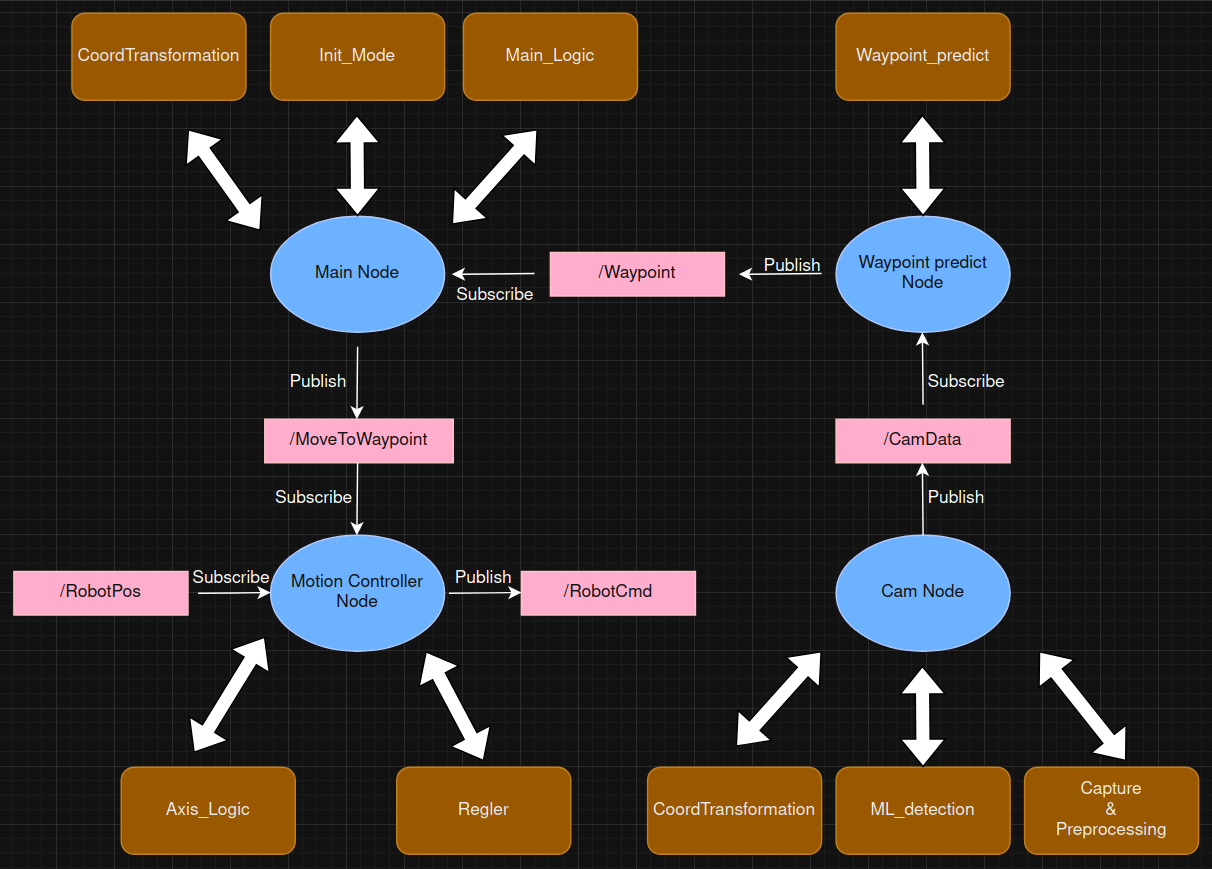 CoordTransformation
Init_Mode
Main_Logic
Waypoint_predict
Main Node
/Waypoint
Publish
Waypoint predict
Node
Subscribe
Publish
Subscribe
/MoveToWaypoint
/CamData
Subscribe
Publish
/RobotPos
Subscribe
Motion Controller
Node
Publish
/RobotCmd
Cam Node
Axis_Logic
Regler
CoordTransformation
ML_detection
Capture
&
Preprocessing